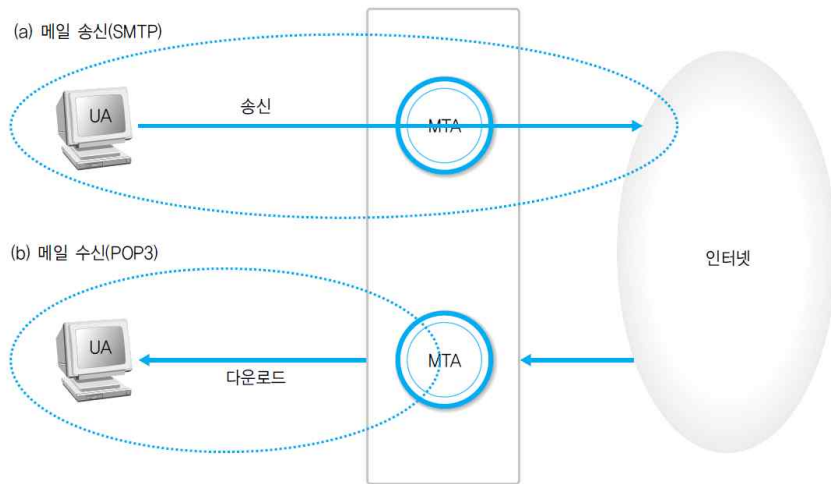 (a) 메일 송신(SMTP)
UA
송신
MTA
(b) 메일 수신(POP3)
인터넷
UA
MTA
다운로드